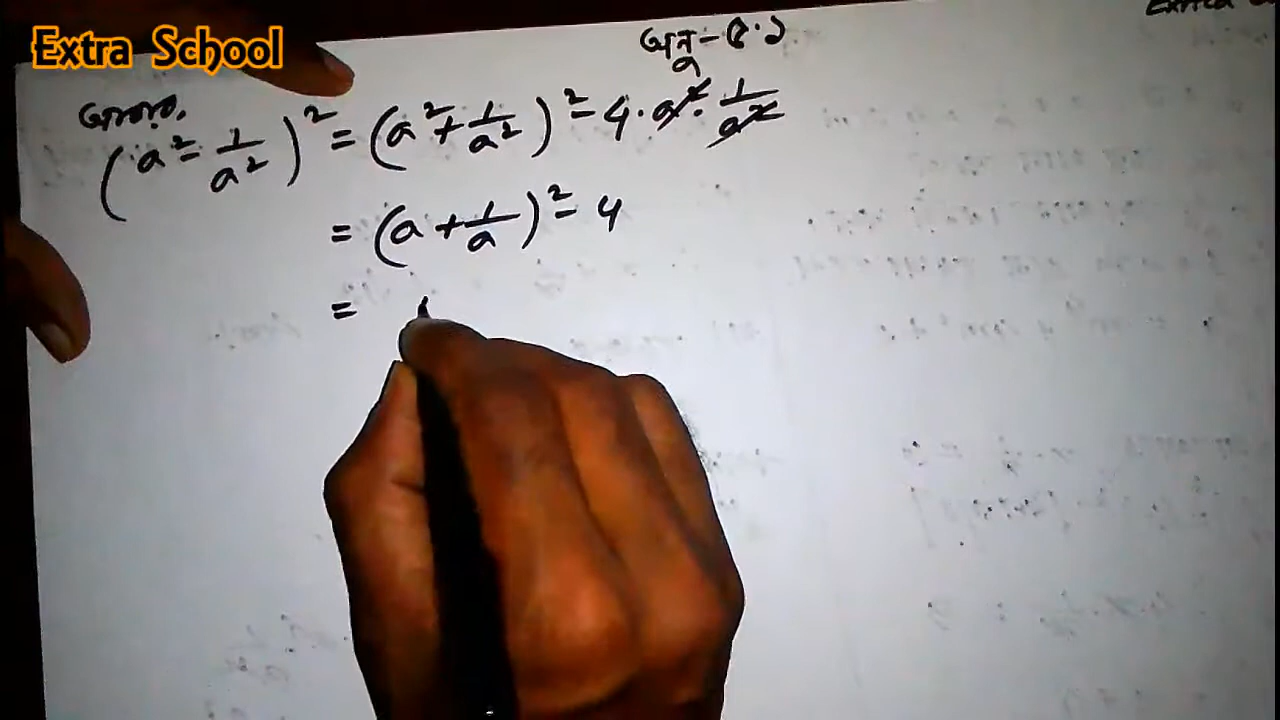 Extra School
অনু - ৫.১
আবার,
(a² - 1/a²)² = (a² + 1/a²)² - 4 · a² · 1/a²
= (a + 1/a)² - 4
=